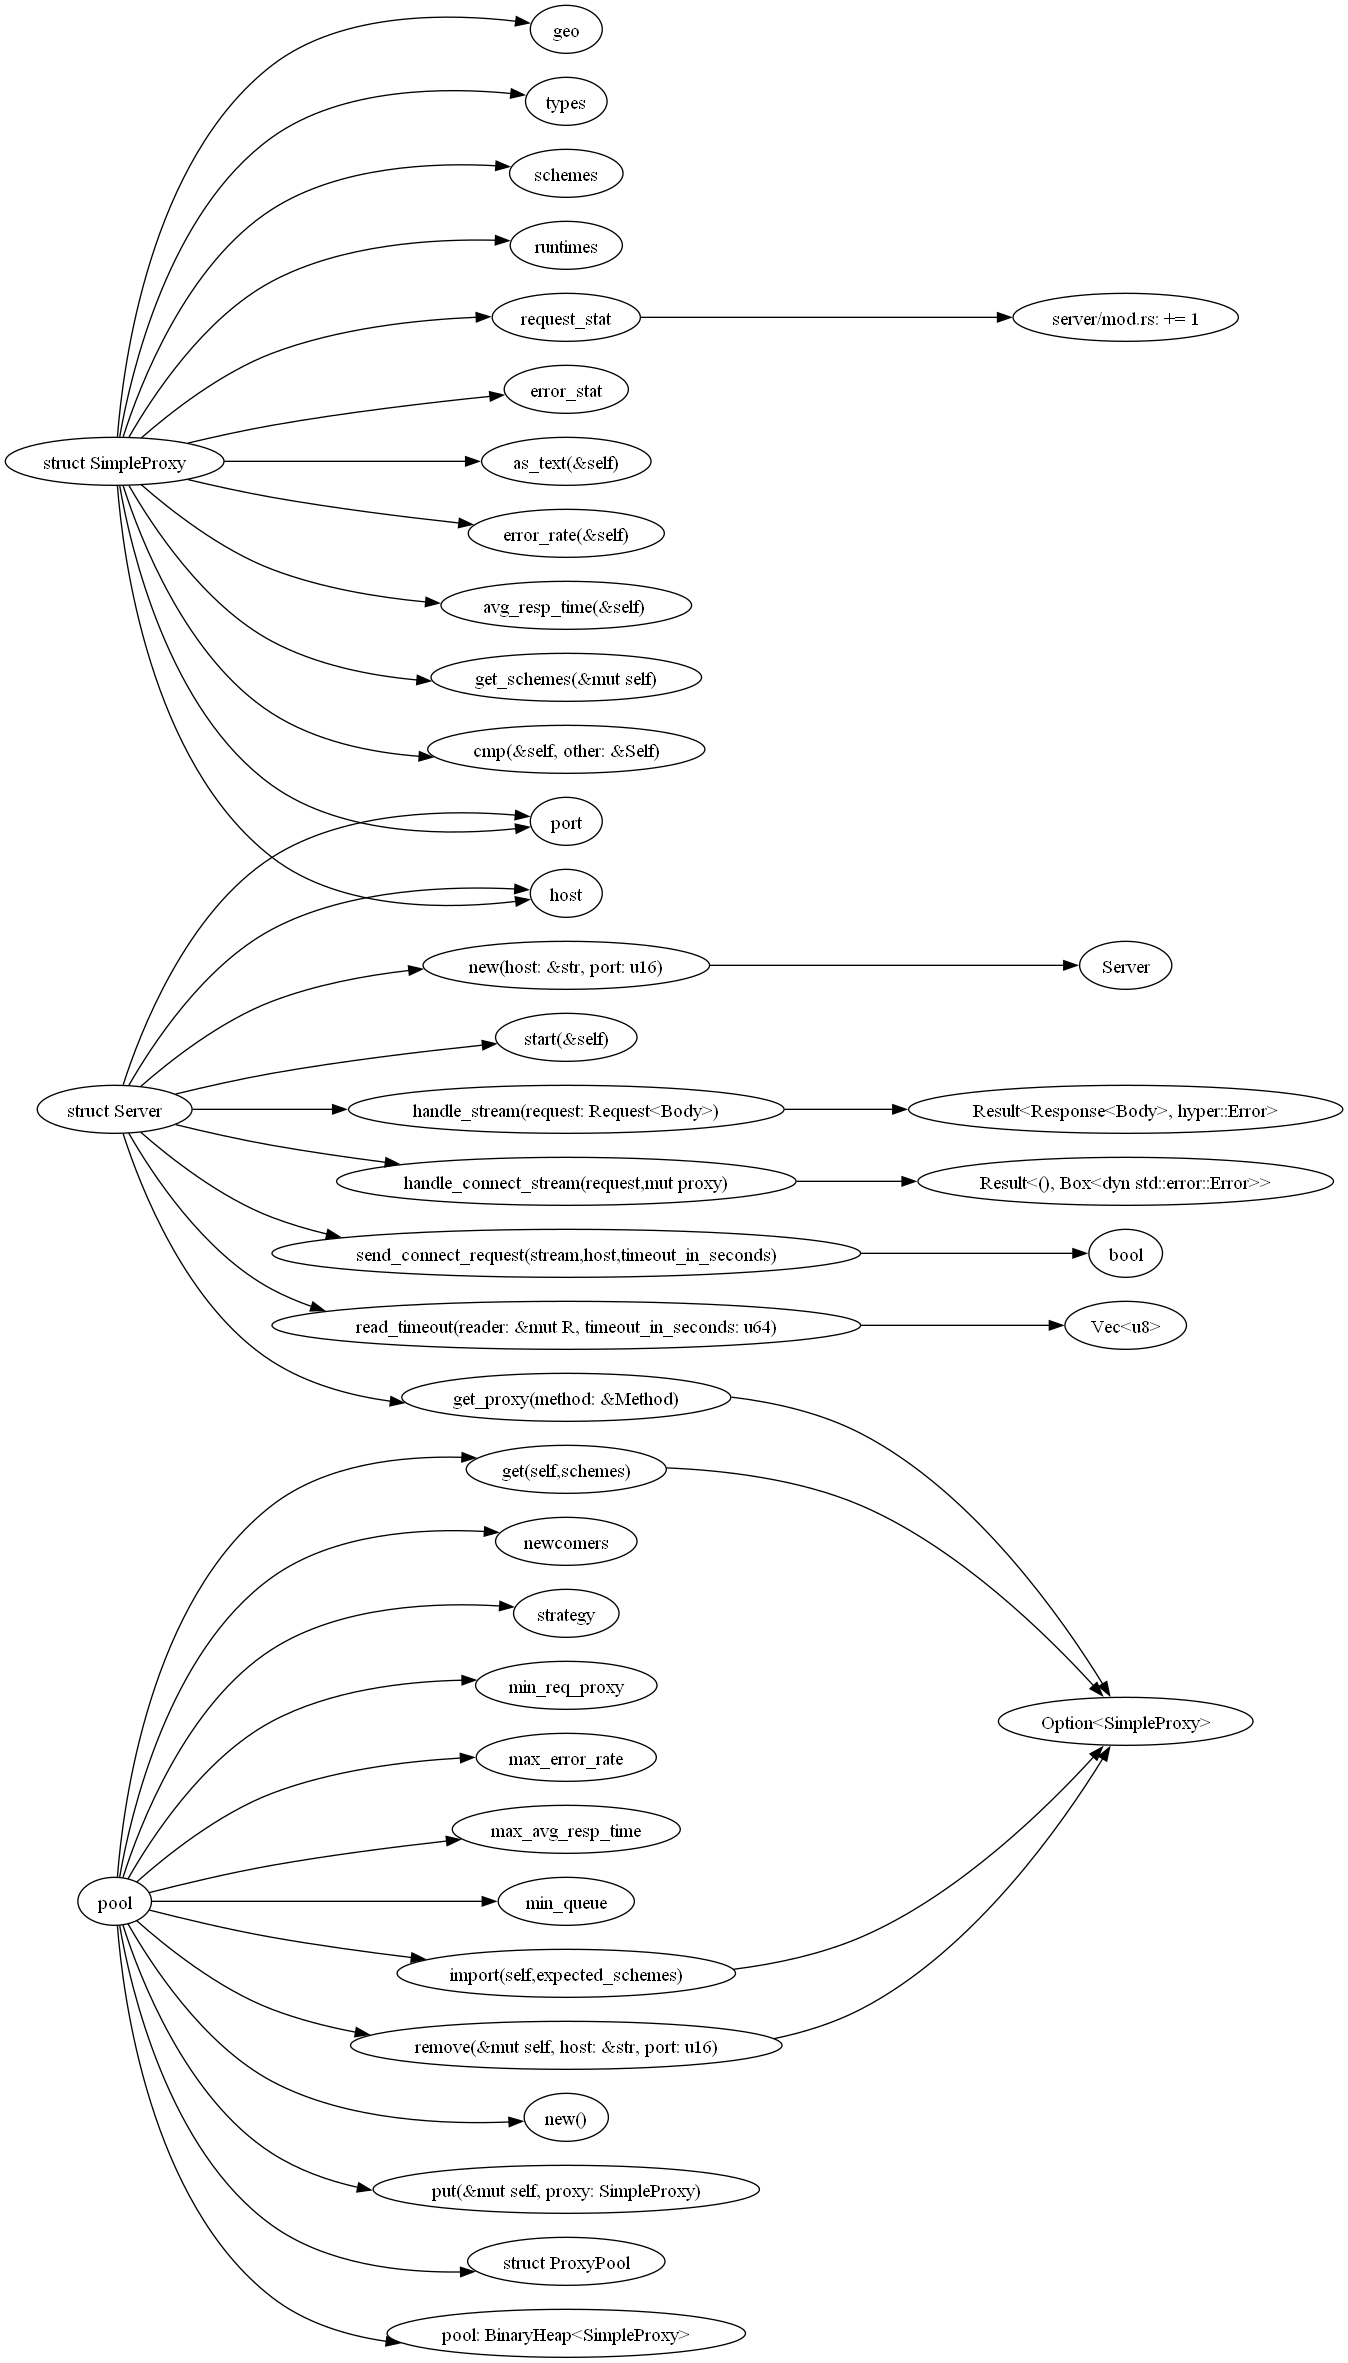 geo
types
schemes
runtimes
request_stat
server/mod.rs: += 1
error_stat
struct SimpleProxy
as_text(&self)
error_rate(&self)
avg_resp_time(&self)
get_schemes(&mut self)
cmp(&self, other: &Self)
port
host
new(host: &str, port: u16)
Server
start(&self)
struct Server
handle_stream(request: Request<Body>)
Result<Response<Body>, hyper::Error>
handle_connect_stream(request,mut proxy)
Result<(), Box<dyn std::error::Error>>
send_connect_request(stream,host,timeout_in_seconds)
bool
read_timeout(reader: &mut R, timeout_in_seconds: u64)
Vec<u8>
get_proxy(method: &Method)
get(self,schemes)
newcomers
strategy
min_req_proxy
Option<SimpleProxy>
max_error_rate
max_avg_resp_time
pool
min_queue
import(self,expected_schemes)
remove(&mut self, host: &str, port: u16)
new()
put(&mut self, proxy: SimpleProxy)
struct ProxyPool
pool: BinaryHeap<SimpleProxy>